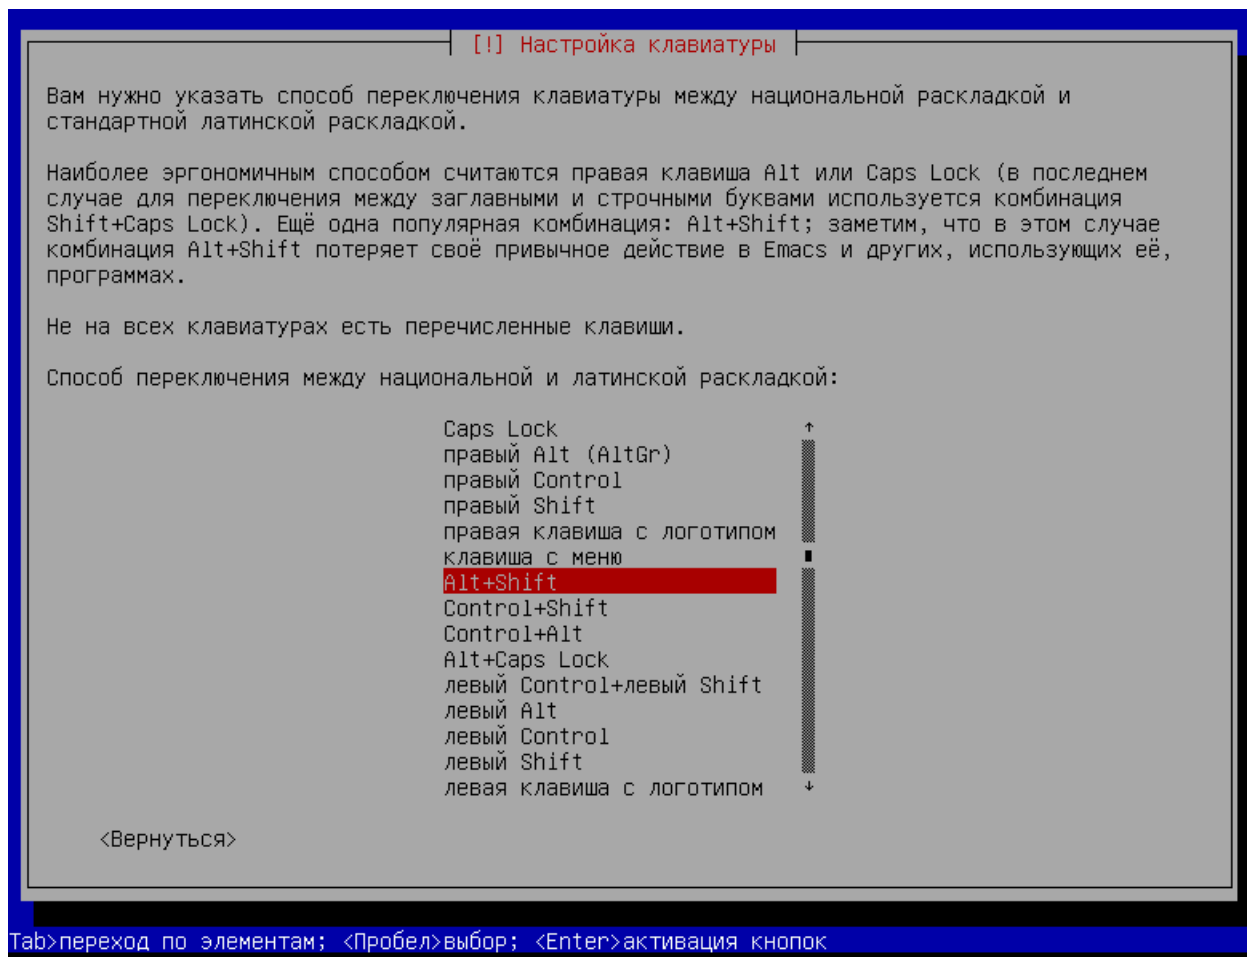 [!] Настройка клавиатуры
Вам нужно указать способ переключения клавиатуры между национальной раскладкой и
стандартной латинской раскладкой.
Наиболее эргономичным способом считаются правая клавиша Alt или Caps Lock (в последнем
случае для переключения между заглавными и строчными буквами используется комбинация
Shift+Caps Lock). Ещё одна популярная комбинация: Alt+Shift; заметим, что в этом случае
комбинация Alt+Shift потеряет своё привычное действие в Emacs и других, использующих её,
программах.
Не на всех клавиатурах есть перечисленные клавиши.
Способ переключения между национальной и латинской раскладкой:
Caps Lock
правый Alt (AltGr)
правый Control
правый Shift
правая клавиша с логотипом
клавиша с меню
Alt+Shift
Control+Shift
Control+Alt
Alt+Caps Lock
левый Control+левый Shift
левый Alt
левый Control
левый Shift
левая клавиша с логотипом
<Вернуться>
Tab>переход по элементам; <Пробел>выбор; <Enter>активация кнопок